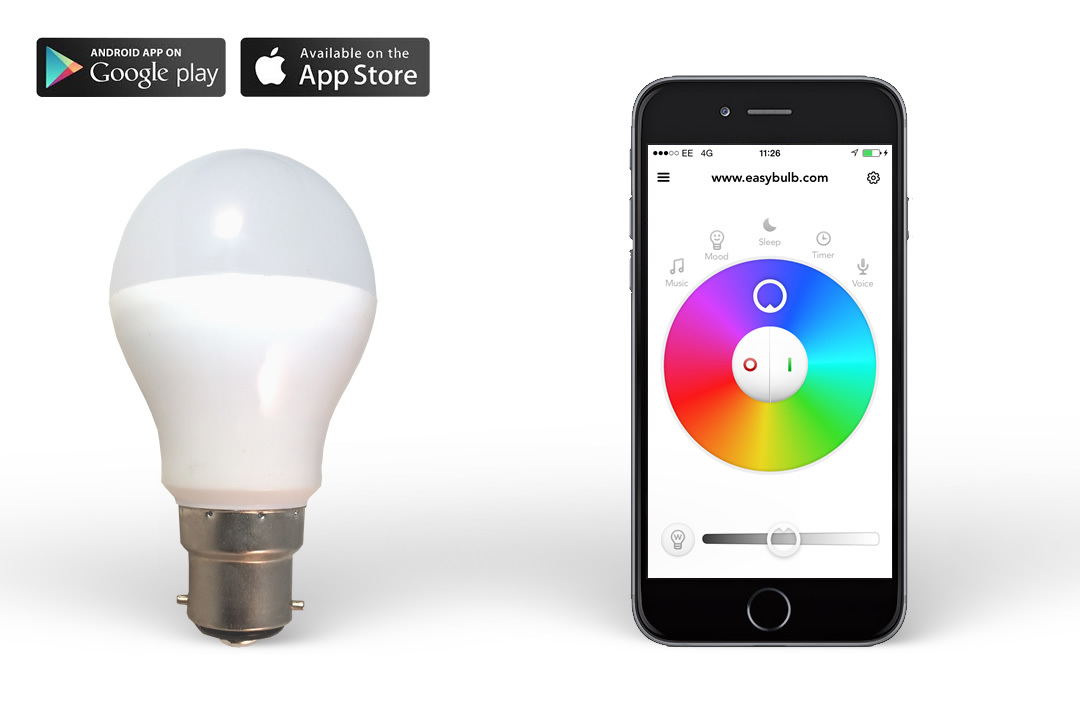 ANDROID APP ON
Google play
Available on the
App Store
EE 4G 11:26
www.easybulb.com
Sleep
Mood
Timer
Music
Voice
W